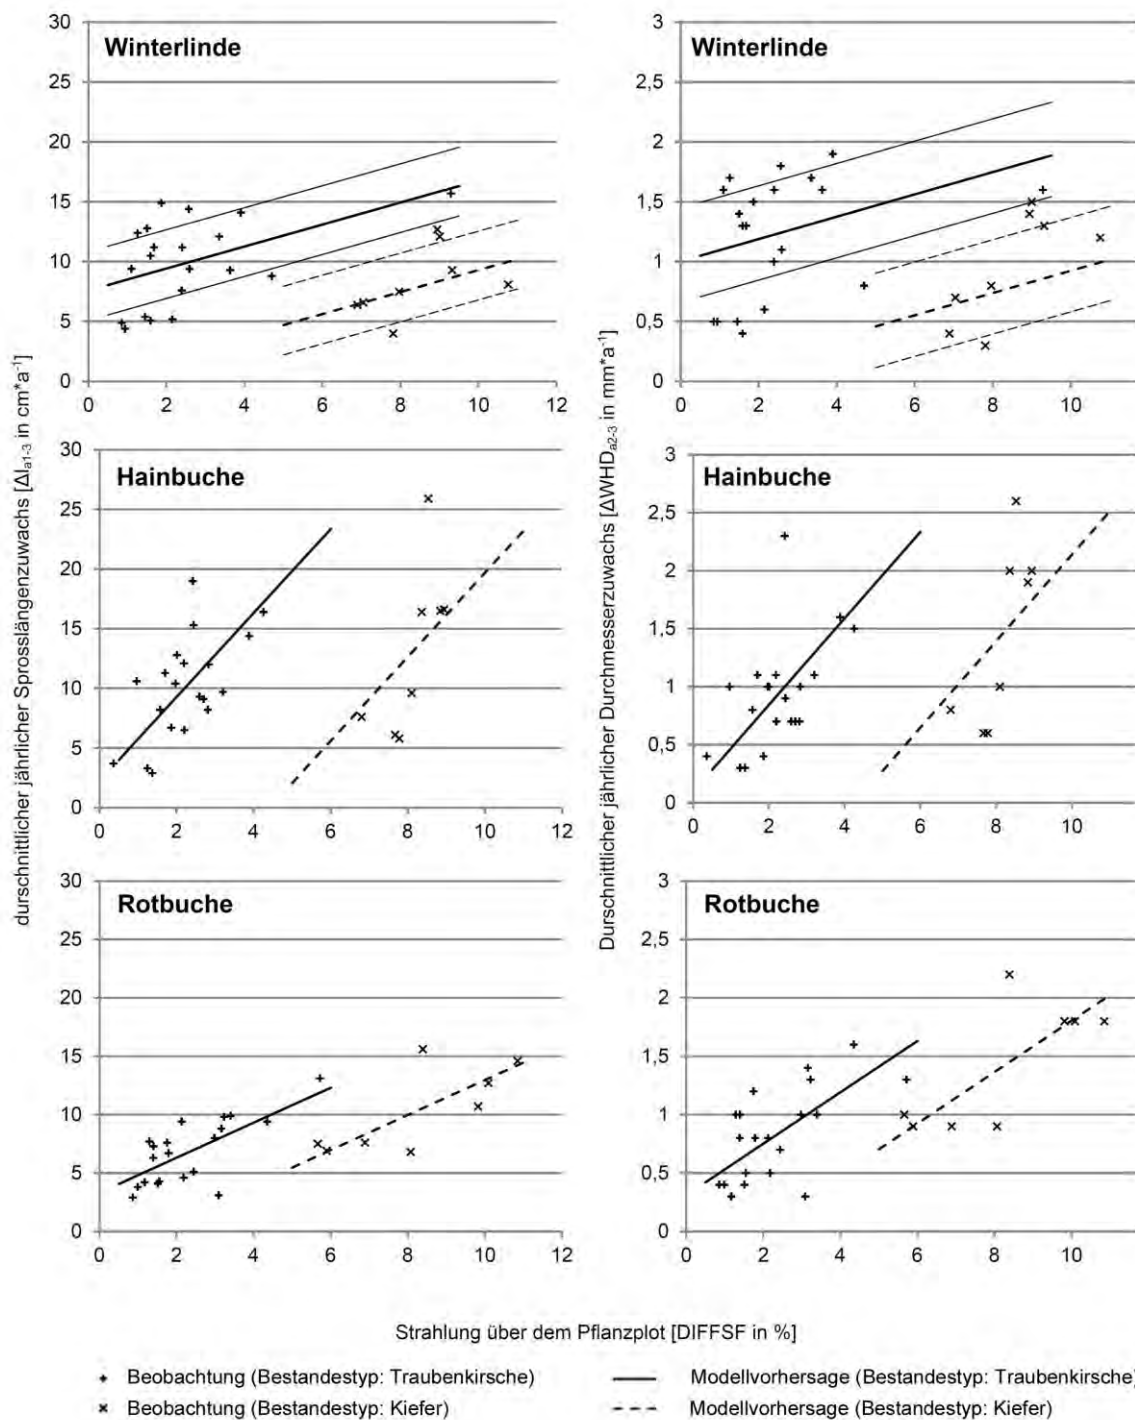 Winterlinde
30
25
20
15
10
5
0
0 2 4 6 8 10 12
Winterlinde
3
2,5
2
1,5
1
0,5
0
0 2 4 6 8 10
Hainbuche
30
25
20
15
10
5
0
0 2 4 6 8 10 12
Hainbuche
3
2,5
2
1,5
1
0,5
0
0 2 4 6 8 10
Rotbuche
30
25
20
15
10
5
0
0 2 4 6 8 10 12
Rotbuche
3
2,5
2
1,5
1
0,5
0
0 2 4 6 8 10
durschnittlicher jährlicher Sprosslängenzuwachs [Δl a1-3 in cm*a⁻¹]
Durschnittlicher jährlicher Durchmesserzuwachs [ΔWHD a2-3 in mm*a⁻¹]
Strahlung über dem Pflanzplot [DIFFSF in %]
Beobachtung (Bestandestyp: Traubenkirsche)
Modellvorhersage (Bestandestyp: Traubenkirsche)
Beobachtung (Bestandestyp: Kiefer)
Modellvorhersage (Bestandestyp: Kiefer)